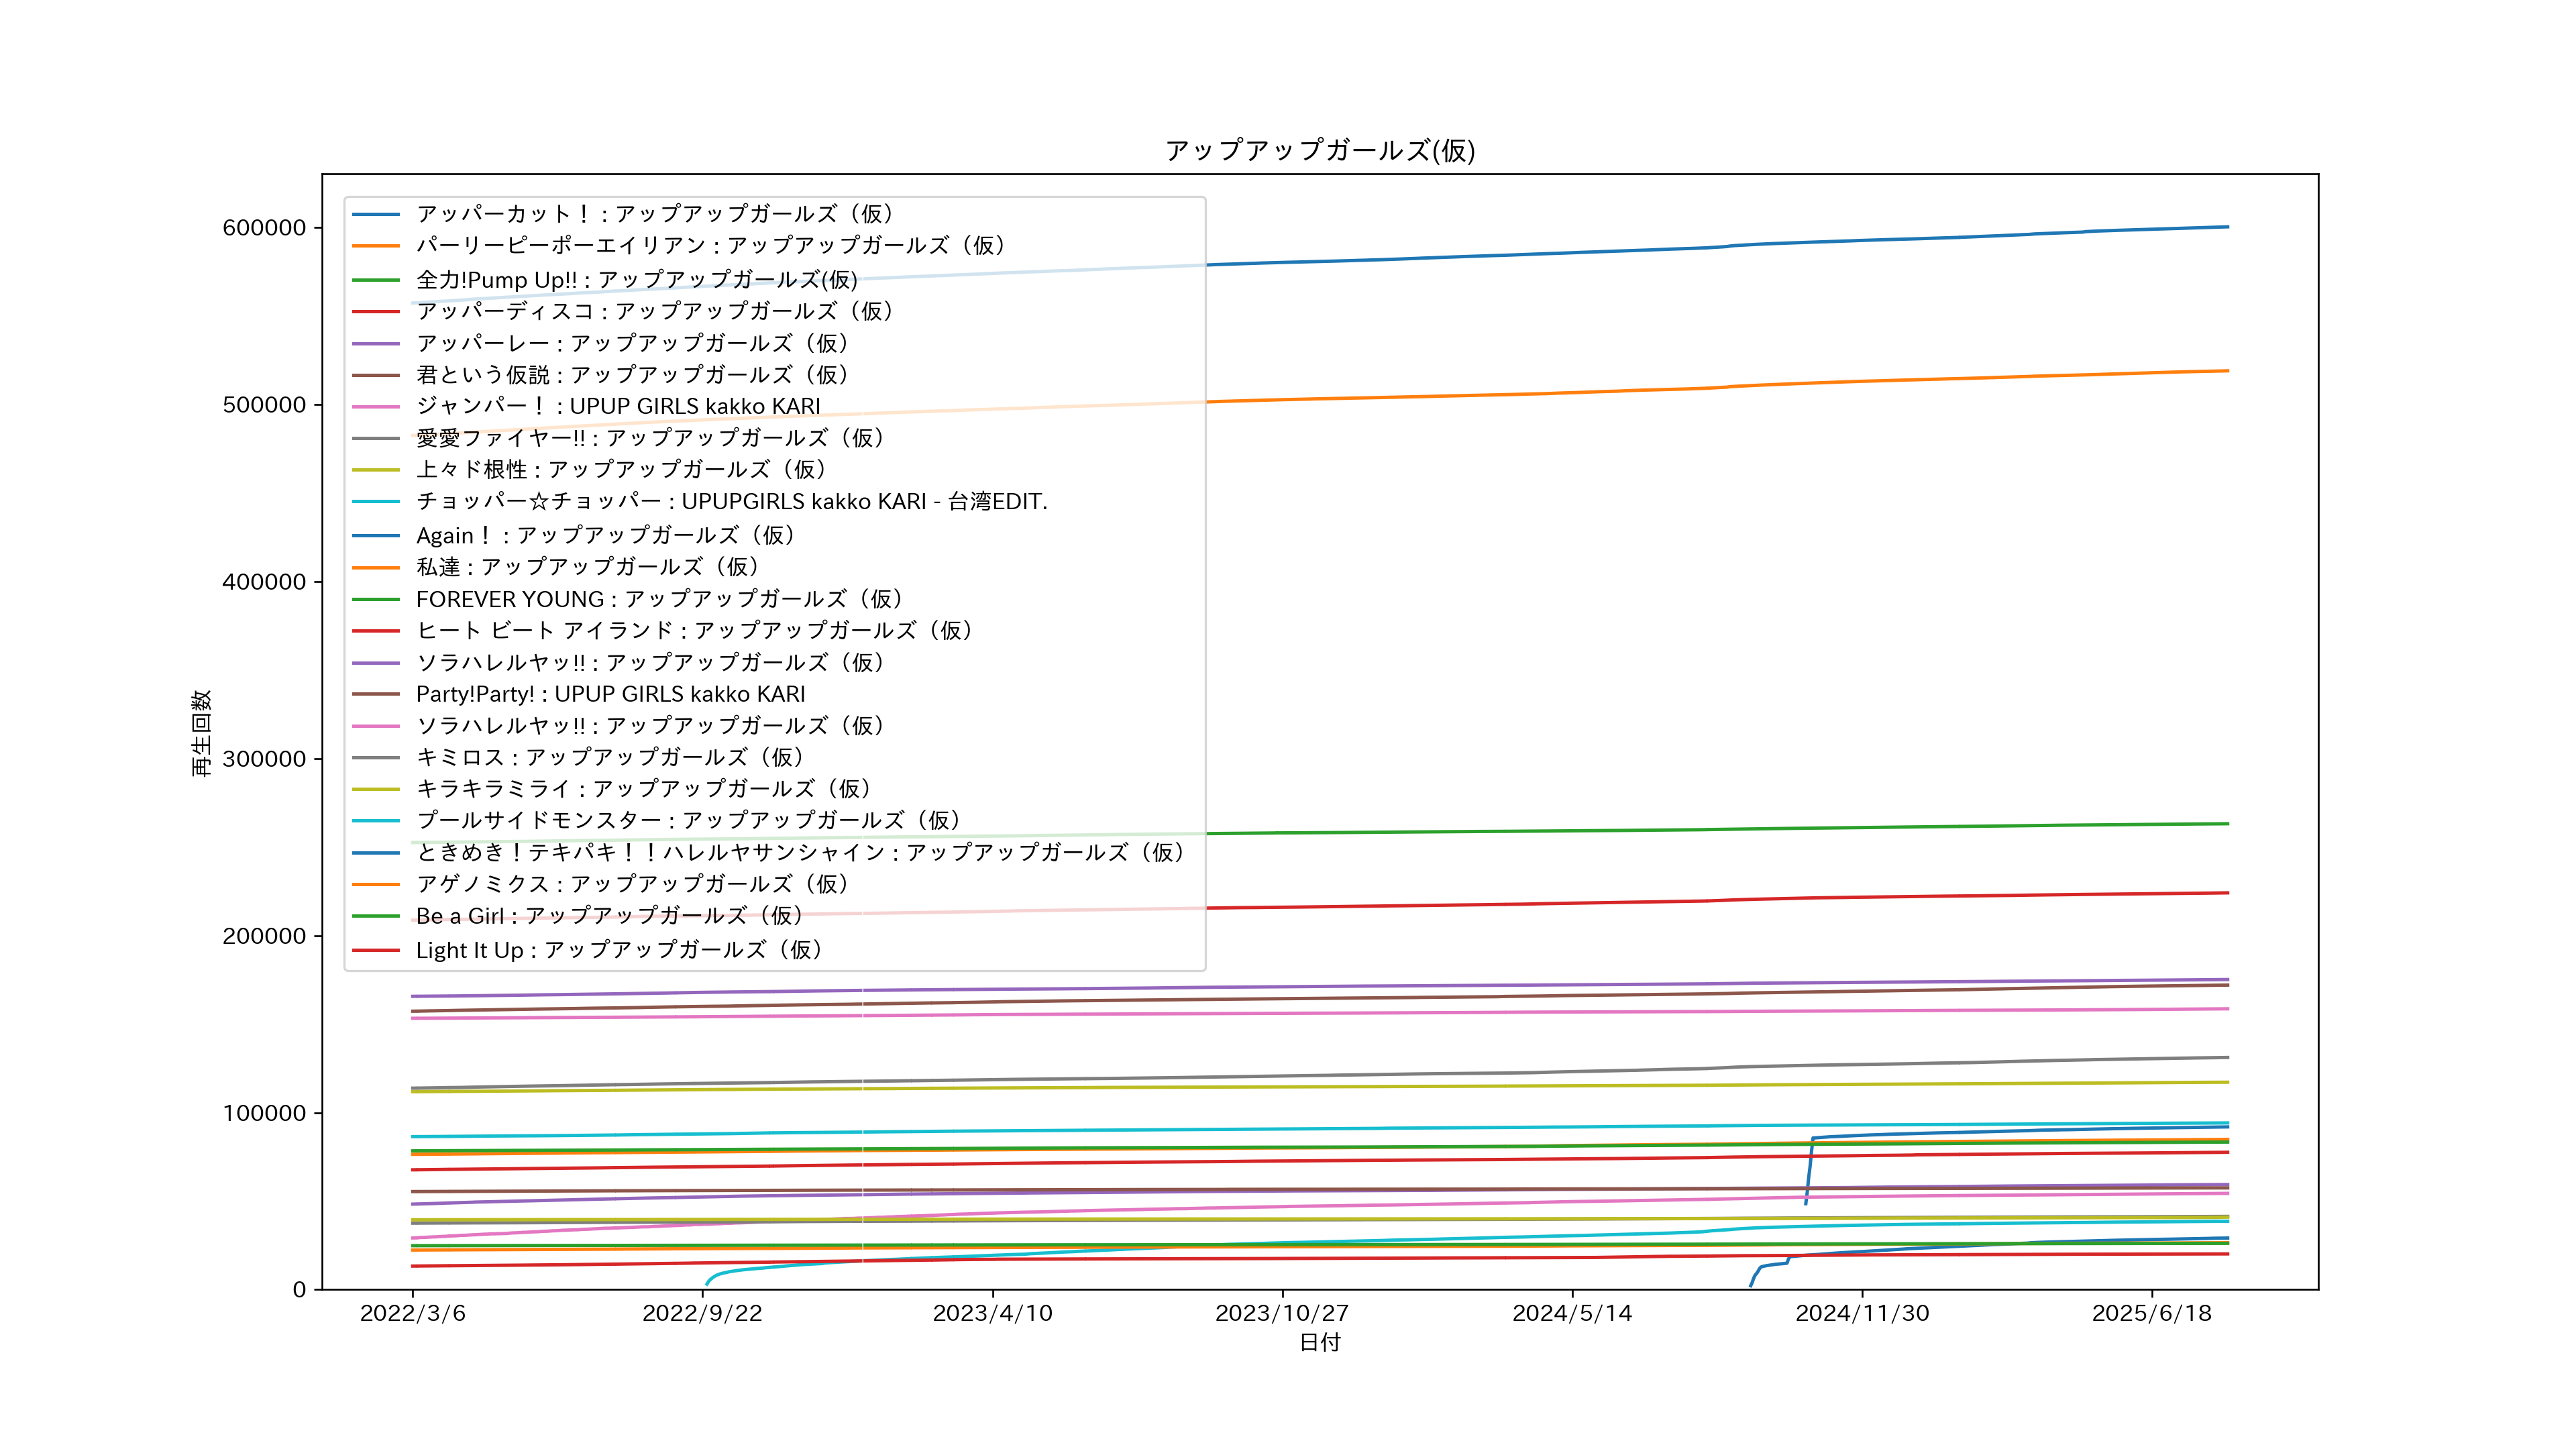 アップアップガールズ(仮)
アッパーカット！ : アップアップガールズ（仮）
パーリーピーポーエイリアン : アップアップガールズ（仮）
全力!Pump Up!! : アップアップガールズ(仮)
アッパーディスコ : アップアップガールズ（仮）
アッパーレー : アップアップガールズ（仮）
君という仮説 : アップアップガールズ（仮）
ジャンパー！ : UPUP GIRLS kakko KARI
愛愛ファイヤー!! : アップアップガールズ（仮）
上々ド根性 : アップアップガールズ（仮）
チョッパー☆チョッパー : UPUPGIRLS kakko KARI - 台湾EDIT.
Again！ : アップアップガールズ（仮）
私達 : アップアップガールズ（仮）
FOREVER YOUNG : アップアップガールズ（仮）
ヒート ビート アイランド : アップアップガールズ（仮）
ソラハレルヤッ!! : アップアップガールズ（仮）
Party!Party! : UPUP GIRLS kakko KARI
ソラハレルヤッ!! : アップアップガールズ（仮）
キミロス : アップアップガールズ（仮）
キラキラミライ : アップアップガールズ（仮）
プールサイドモンスター : アップアップガールズ（仮）
ときめき！テキパキ！！ハレルヤサンシャイン : アップアップガールズ（仮）
アゲノミクス : アップアップガールズ（仮）
Be a Girl : アップアップガールズ（仮）
Light It Up : アップアップガールズ（仮）
600000
500000
400000
300000
200000
100000
0
再生回数
2022/3/6
2022/9/22
2023/4/10
2023/10/27
2024/5/14
2024/11/30
2025/6/18
日付